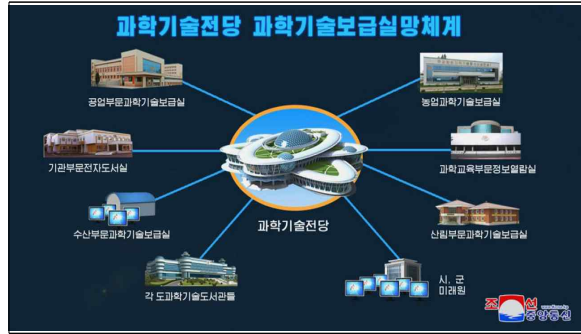 과학기술전당 과학기술보급실망체계
공업부문과학기술보급실
농업과학기술보급실
기관부문전자도서실
과학교육부문정보열람실
수산부문과학기술보급실
산림부문과학기술보급실
과학기술전당
각 도과학기술도서관들
시, 군
미래원
조선
중앙통신